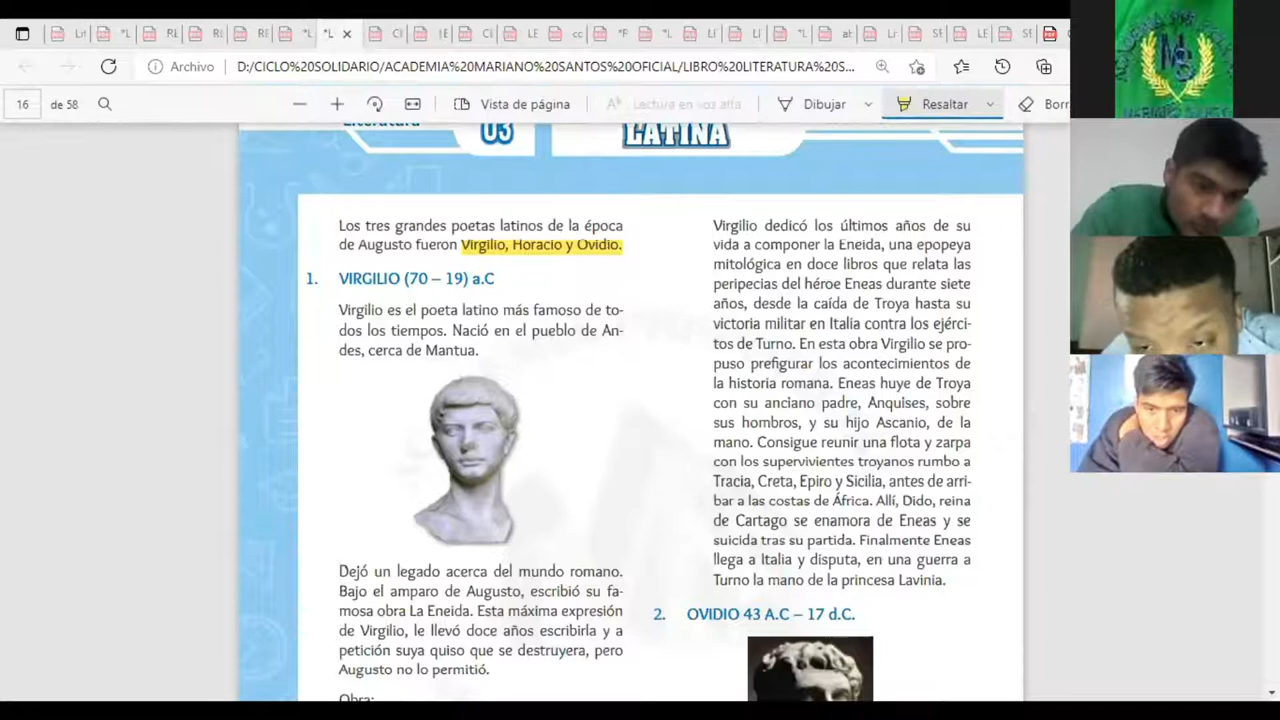 *L
Archivo
D:/CICLO%20SOLIDARIO/ACADEMIA%20MARIANO%20SANTOS%20OFICIAL/LIBRO%20LITERATURA%20S...
16 de 58
Vista de página
Lectura en voz alta
Dibujar
Resaltar
Borr
Literatura
03
LATINA
Los tres grandes poetas latinos de la época
de Augusto fueron Virgilio, Horacio y Ovidio.
1. VIRGILIO (70 – 19) a.C
Virgilio es el poeta latino más famoso de to-
dos los tiempos. Nació en el pueblo de An-
des, cerca de Mantua.
Dejó un legado acerca del mundo romano.
Bajo el amparo de Augusto, escribió su fa-
mosa obra La Eneida. Esta máxima expresión
de Virgilio, le llevó doce años escribirla y a
petición suya quiso que se destruyera, pero
Augusto no lo permitió.
Obra:
Virgilio dedicó los últimos años de su
vida a componer la Eneida, una epopeya
mitológica en doce libros que relata las
peripecias del héroe Eneas durante siete
años, desde la caída de Troya hasta su
victoria militar en Italia contra los ejérci-
tos de Turno. En esta obra Virgilio se pro-
puso prefigurar los acontecimientos de
la historia romana. Eneas huye de Troya
con su anciano padre, Anquises, sobre
sus hombros, y su hijo Ascanio, de la
mano. Consigue reunir una flota y zarpa
con los supervivientes troyanos rumbo a
Tracia, Creta, Epiro y Sicilia, antes de arri-
bar a las costas de África. Allí, Dido, reina
de Cartago se enamora de Eneas y se
suicida tras su partida. Finalmente Eneas
llega a Italia y disputa, en una guerra a
Turno la mano de la princesa Lavinia.
2. OVIDIO 43 A.C – 17 d.C.